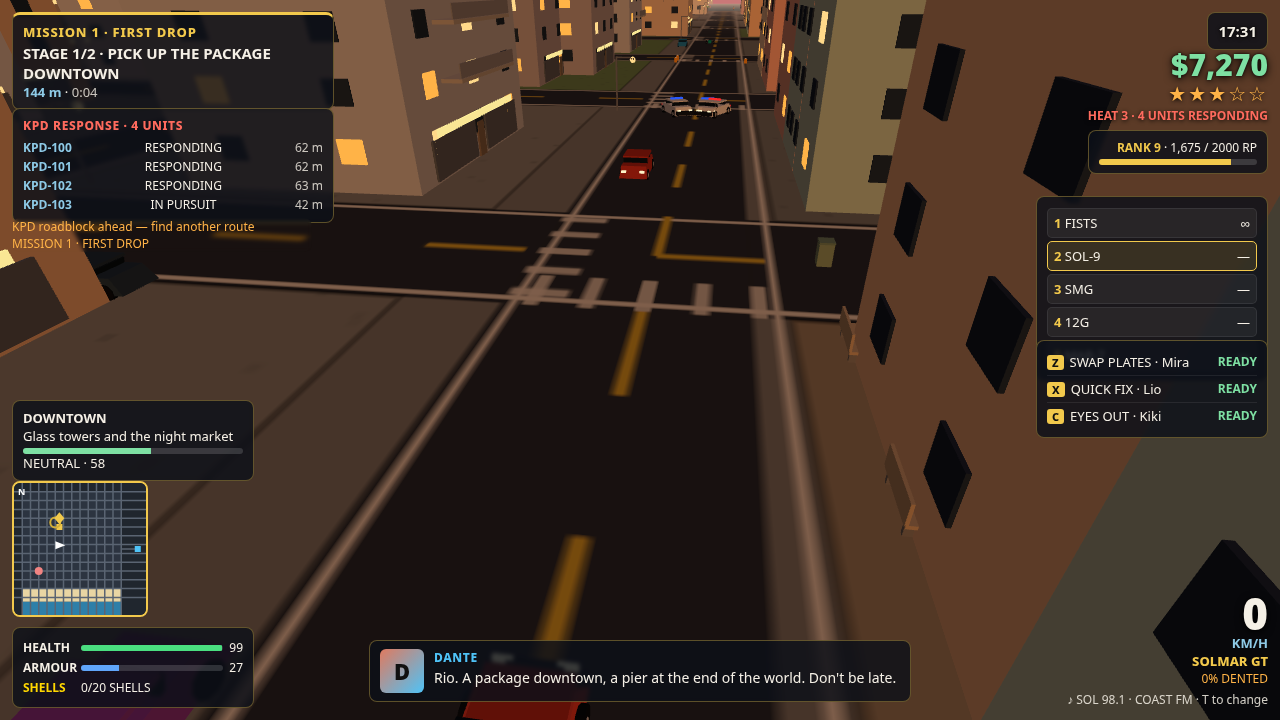 MISSION 1 · FIRST DROP
STAGE 1/2 · PICK UP THE PACKAGE
DOWNTOWN
144 m · 0:04
KPD RESPONSE · 4 UNITS
KPD-100 RESPONDING 62 m
KPD-101 RESPONDING 62 m
KPD-102 RESPONDING 63 m
KPD-103 IN PURSUIT 42 m
KPD roadblock ahead — find another route
MISSION 1 · FIRST DROP
17:31
$7,270
★★★☆☆
HEAT 3 · 4 UNITS RESPONDING
RANK 9 · 1,675 / 2000 RP
1 FISTS ∞
2 SOL-9 —
3 SMG —
4 12G —
Z SWAP PLATES · Mira READY
X QUICK FIX · Lio READY
C EYES OUT · Kiki READY
DOWNTOWN
Glass towers and the night market
NEUTRAL · 58
N
HEALTH 99
ARMOUR 27
SHELLS 0/20 SHELLS
D
DANTE
Rio. A package downtown, a pier at the end of the world. Don't be late.
0
KM/H
SOLMAR GT
0% DENTED
♪ SOL 98.1 · COAST FM · T to change